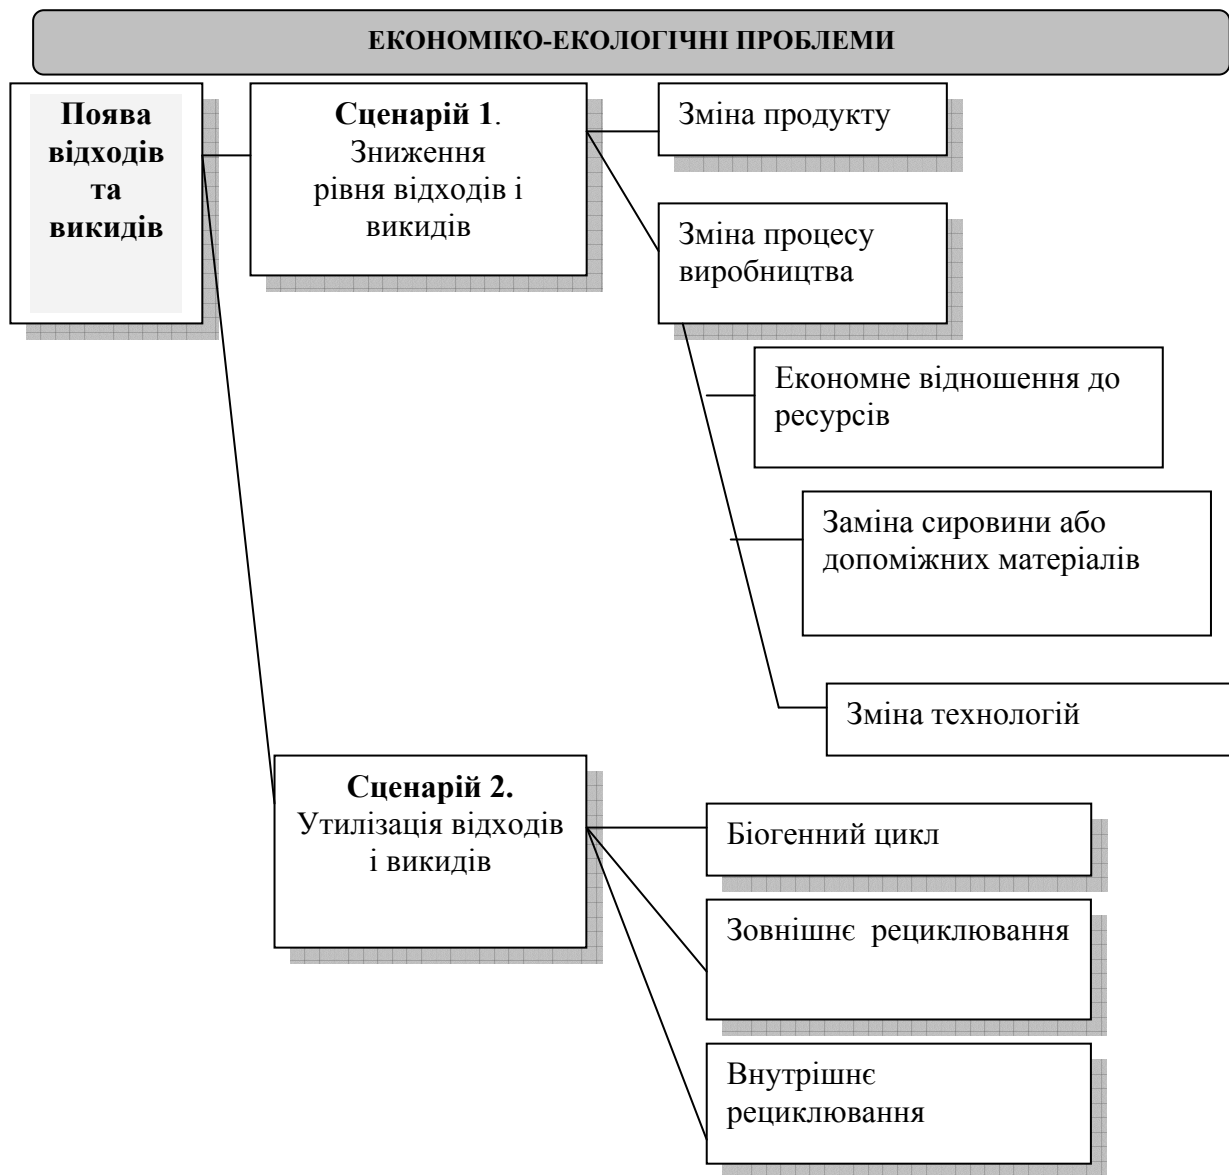 ЕКОНОМІКО-ЕКОЛОГІЧНІ ПРОБЛЕМИ
Поява
відходів
та
викидів
Сценарій 1.
Зниження
рівня відходів і
викидів
Зміна продукту
Зміна процесу
виробництва
Економне відношення до
ресурсів
Заміна сировини або
допоміжних матеріалів
Зміна технологій
Сценарій 2.
Утилізація відходів
і викидів
Біогенний цикл
Зовнішнє рециклювання
Внутрішнє
рециклювання